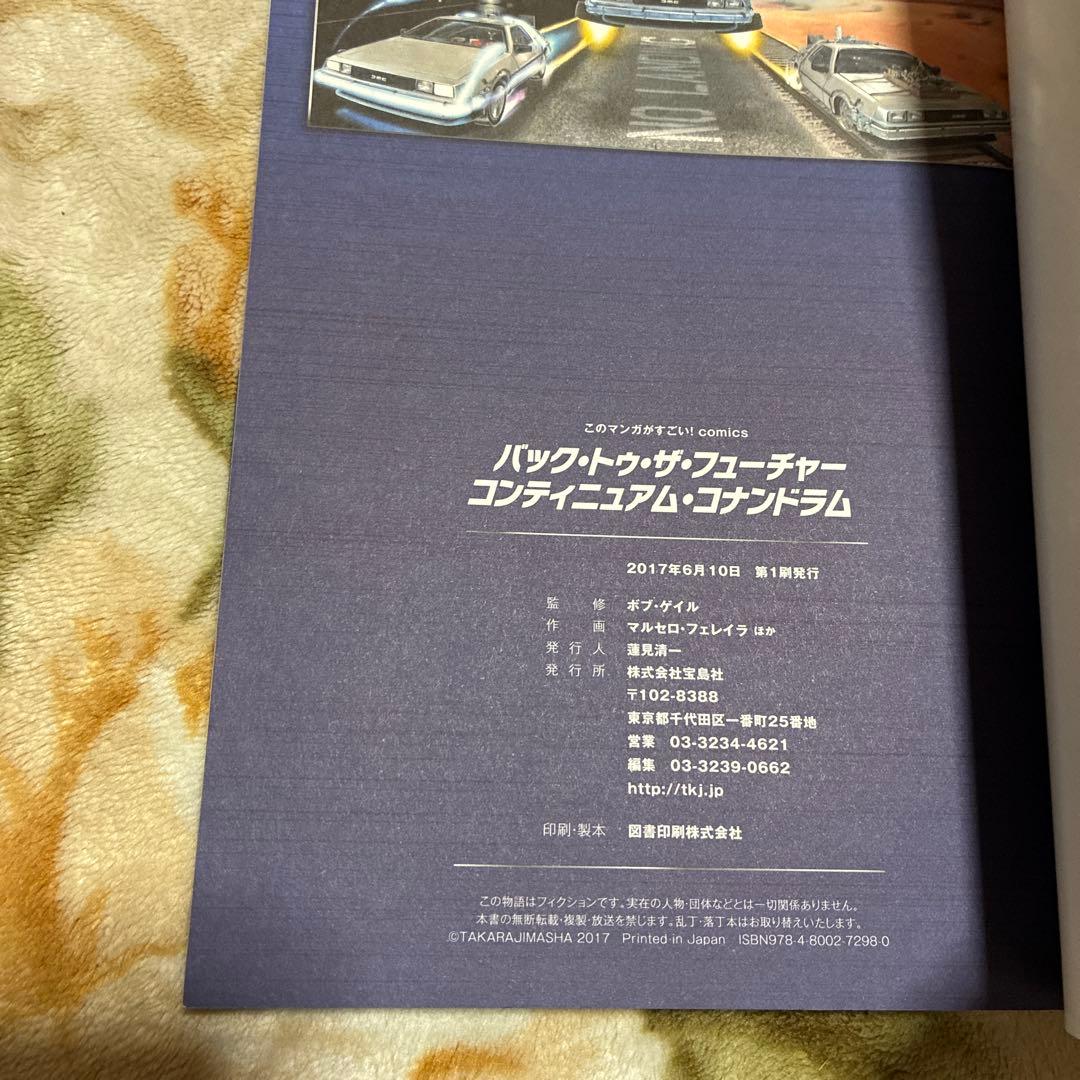 DMC
NO LANDING
このマンガがすごい! comics
バック・トゥ・ザ・フューチャー
コンティニュアム・コナンドラム
2017年6月10日 第1刷発行
監修 ボブ・ゲイル
作画 マルセロ・フェレイラ ほか
発行人 蓮見清一
発行所 株式会社宝島社
〒102-8388
東京都千代田区一番町25番地
営業 03-3234-4621
編集 03-3239-0662
http://tkj.jp
印刷・製本 図書印刷株式会社
この物語はフィクションです。実在の人物・団体などとは一切関係ありません。
本書の無断転載・複製・放送を禁じます。乱丁・落丁本はお取り替えいたします。
©TAKARAJIMASHA 2017 Printed in Japan ISBN978-4-8002-7298-0